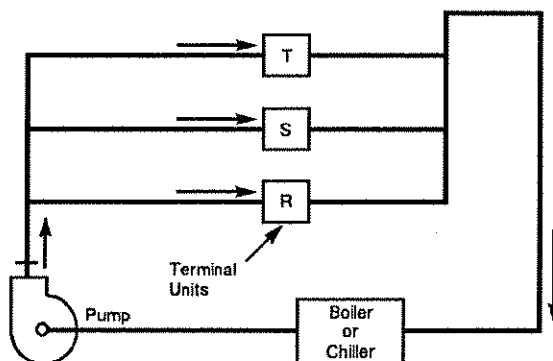 T
S
R
Terminal
Units
Pump
Boiler
or
Chiller